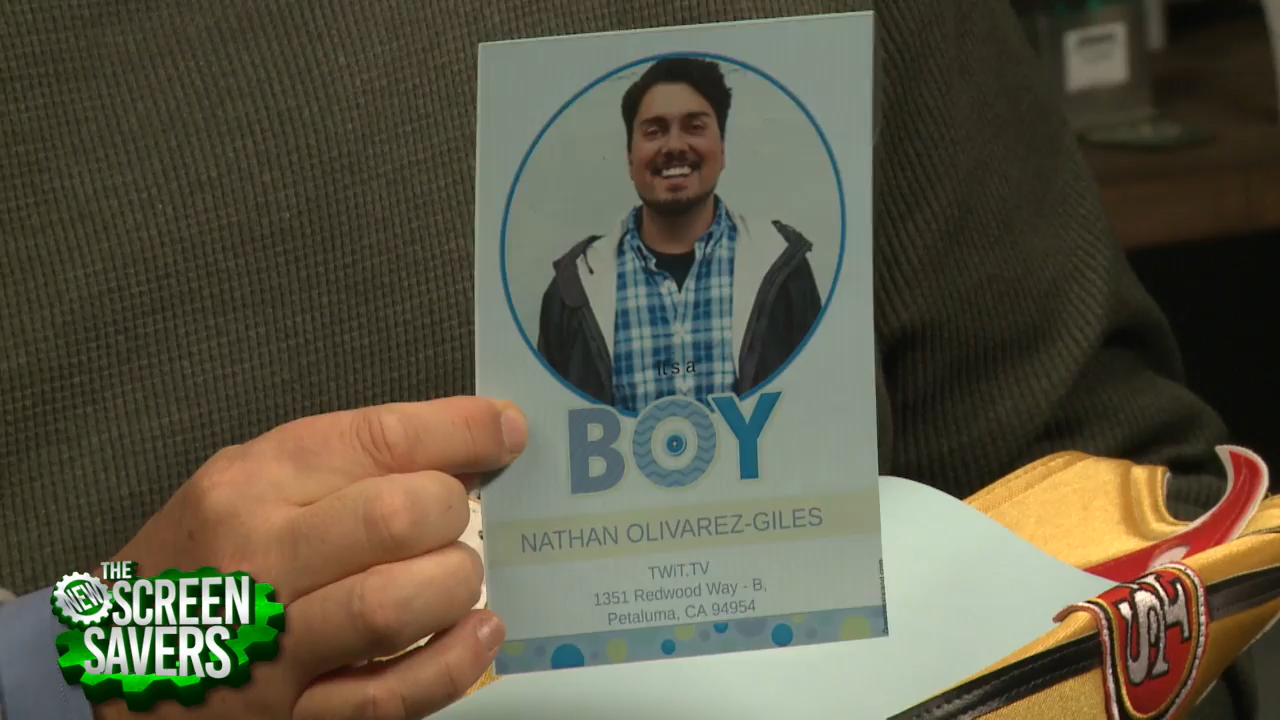 it's a
BOY
NATHAN OLIVAREZ-GILES
TWiT.TV
1351 Redwood Way - B,
Petaluma, CA 94954
THE
NEW
SCREEN
SAVERS